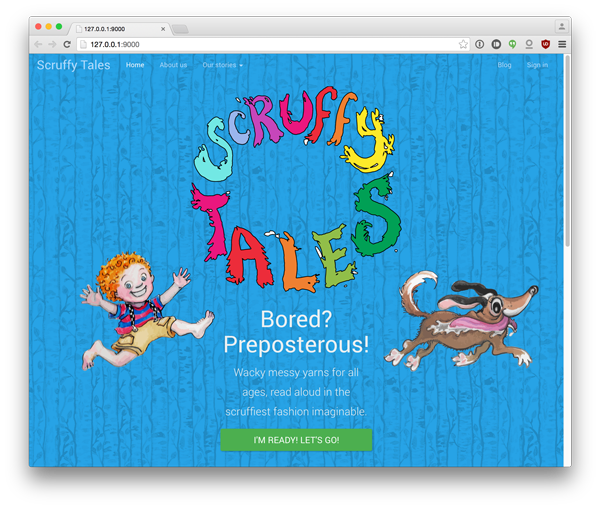 127.0.0.1:9000
127.0.0.1:9000
Scruffy Tales Home About us Our stories Blog Sign in
SCRUFFY
TALES
Bored?
Preposterous!
Wacky messy yarns for all
ages, read aloud in the
scruffiest fashion imaginable.
I'M READY! LET'S GO!